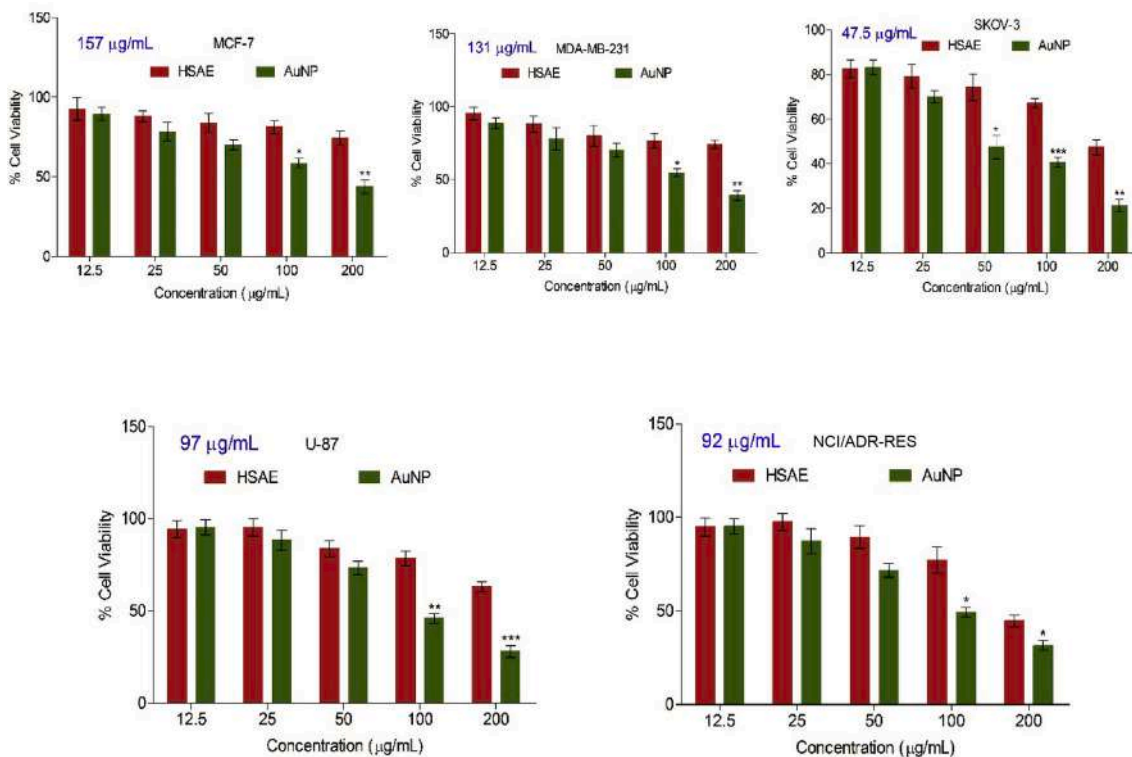 157 µg/mL MCF-7
HSAE AuNP
150
100
50
0
% Cell Viability
* **
12.5 25 50 100 200
Concentration (µg/mL)
131 µg/mL MDA-MB-231
HSAE AuNP
150
100
50
0
% Cell Viability
* **
12.5 25 50 100 200
Concentration (µg/mL)
47.5 µg/mL SKOV-3
HSAE AuNP
100
80
60
40
20
0
% Cell Viability
* *** **
12.5 25 50 100 200
Concentration (µg/mL)
97 µg/mL U-87
HSAE AuNP
150
100
50
0
% Cell Viability
** ***
12.5 25 50 100 200
Concentration (µg/mL)
92 µg/mL NCI/ADR-RES
HSAE AuNP
150
100
50
0
% Cell Viability
* *
12.5 25 50 100 200
Concentration (µg/mL)